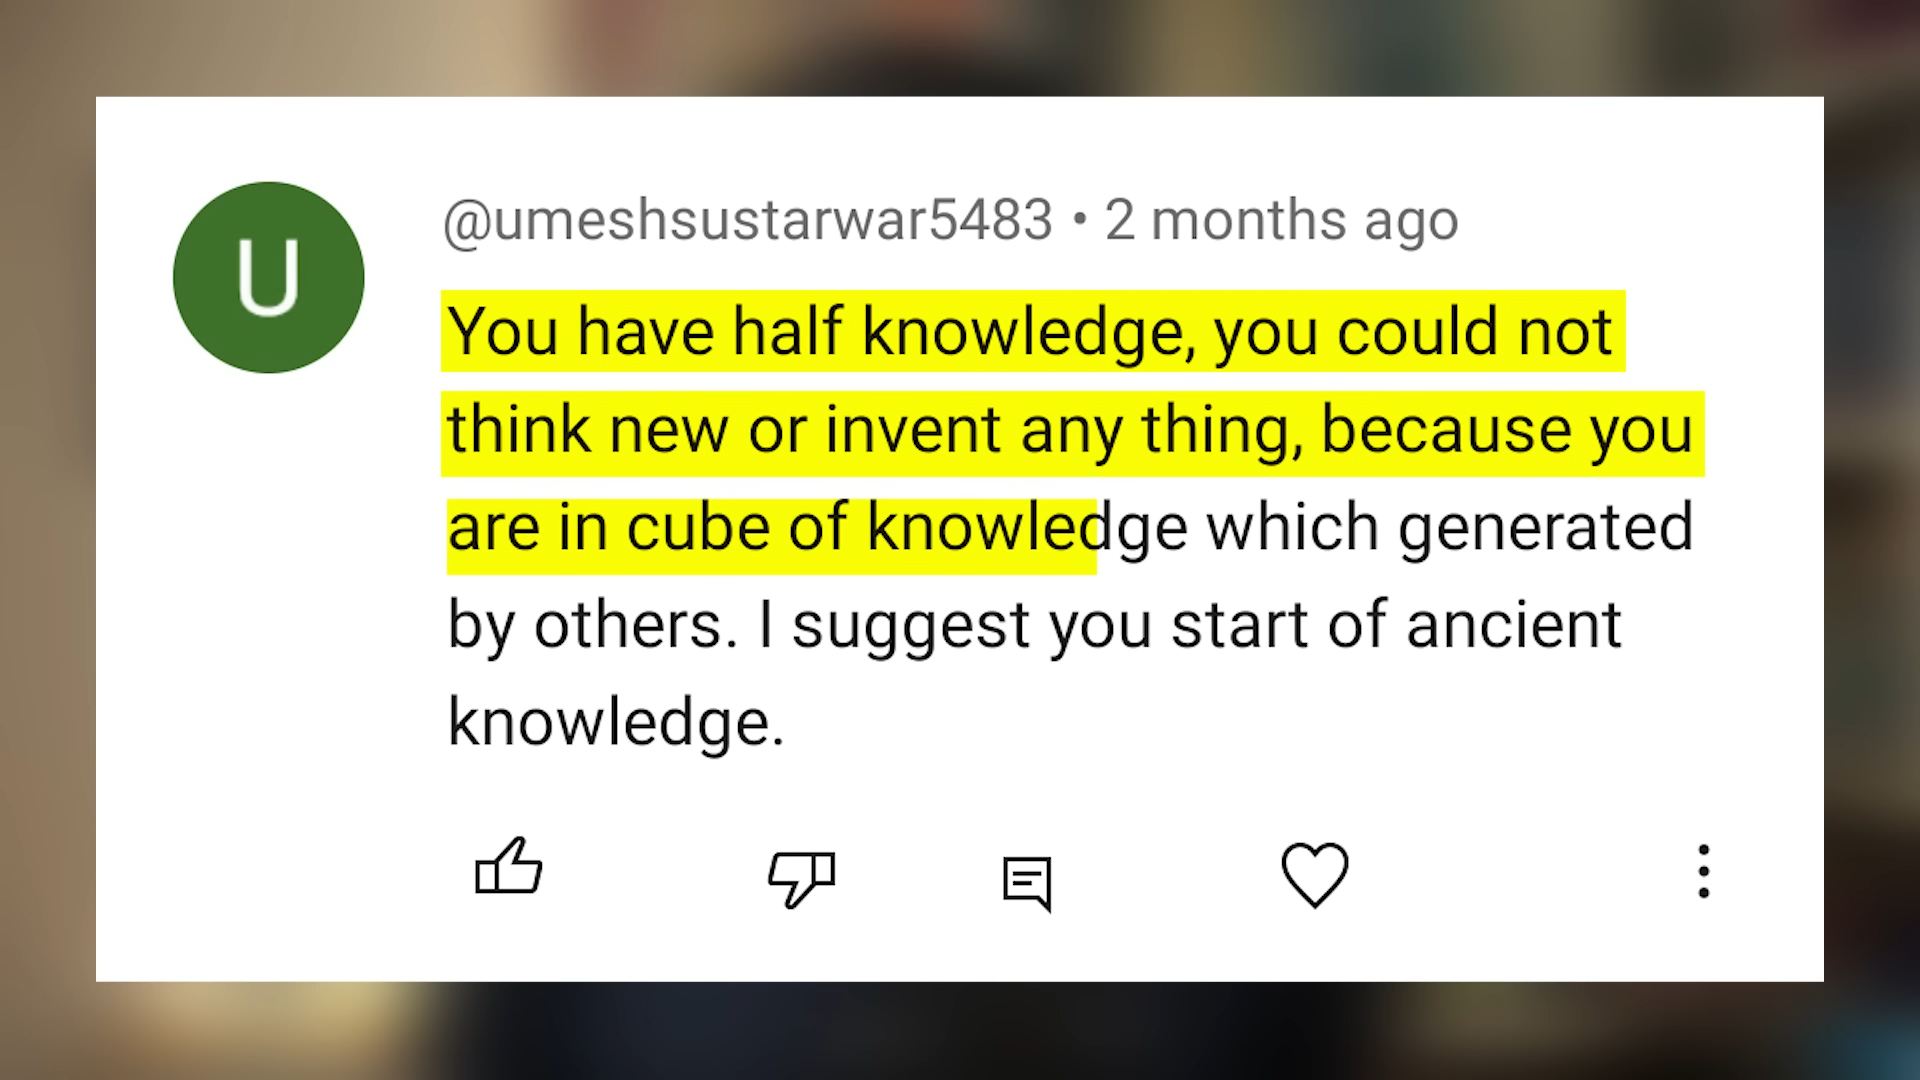 U
@umeshsustarwar5483 • 2 months ago
You have half knowledge, you could not
think new or invent any thing, because you
are in cube of knowledge which generated
by others. I suggest you start of ancient
knowledge.